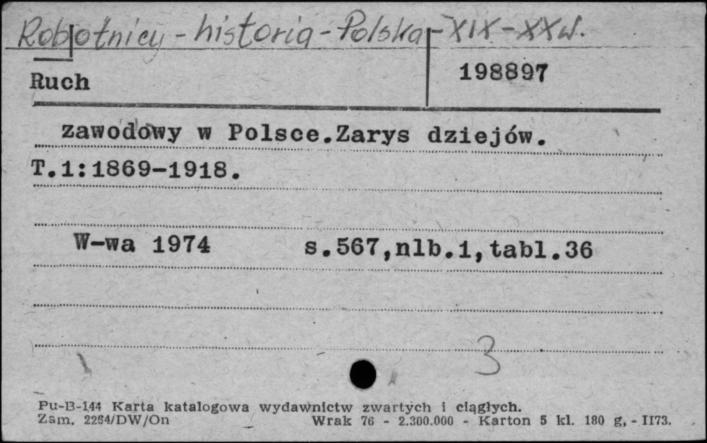 Robotnicy - historia - Polska - XIX-XXw.
Ruch
198897
zawodowy w Polsce.Zarys dziejów.
T.1:1869-1918.
W-wa 1974 s.567,nlb.1,tabl.36
3
Pu-B-144 Karta katalogowa wydawnictw zwartych i ciągłych.
Zam. 2284/DW/On Wrak 76 - 2.300.000 - Karton 5 kl. 180 g, - II73.